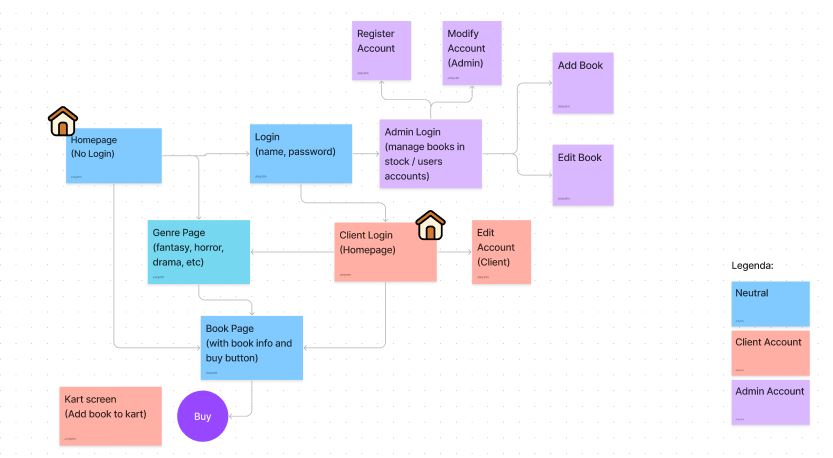 Register
Account
Modify
Account
(Admin)
Add Book
Homepage
(No Login)
Login
(name, password)
Admin Login
(manage books in
stock / users
accounts)
Edit Book
Genre Page
(fantasy, horror,
drama, etc)
Client Login
(Homepage)
Edit
Account
(Client)
Legenda:
Neutral
Book Page
(with book info and
buy button)
Client Account
Kart screen
(Add book to kart)
Buy
Admin Account